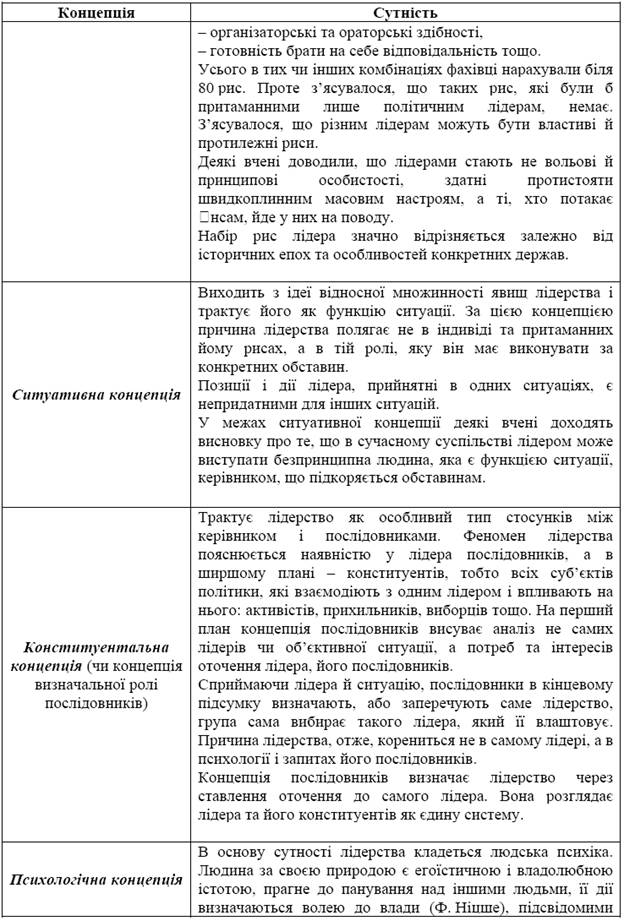 Концепція Сутність
– організаторські та ораторські здібності,
– готовність брати на себе відповідальність тощо.
Усього в тих чи інших комбінаціях фахівці нарахували біля
80 рис. Проте з’ясувалося, що таких рис, які були б
притаманними лише політичним лідерам, немає.
З’ясувалося, що різним лідерам можуть бути властиві й
протилежні риси.
Деякі вчені доводили, що лідерами стають не вольові й
принципові особистості, здатні протистояти
швидкоплинним масовим настроям, а ті, хто потакає
нсам, йде у них на поводу.
Набір рис лідера значно відрізняється залежно від
історичних епох та особливостей конкретних держав.
Ситуативна концепція
Виходить з ідеї відносної множинності явищ лідерства і
трактує його як функцію ситуації. За цією концепцією
причина лідерства полягає не в індивіді та притаманних
йому рисах, а в тій ролі, яку він має виконувати за
конкретних обставин.
Позиції і дії лідера, прийнятні в одних ситуаціях, є
непридатними для інших ситуацій.
У межах ситуативної концепції деякі вчені доходять
висновку про те, що в сучасному суспільстві лідером може
виступати безпринципна людина, яка є функцією ситуації,
керівником, що підкоряється обставинам.
Конституентальна
концепція (чи концепція
визначальної ролі
послідовників)
Трактує лідерство як особливий тип стосунків між
керівником і послідовниками. Феномен лідерства
пояснюється наявністю у лідера послідовників, а в
ширшому плані – конституентів, тобто всіх суб’єктів
політики, які взаємодіють з одним лідером і впливають на
нього: активістів, прихильників, виборців тощо. На перший
план концепція послідовників висуває аналіз не самих
лідерів чи об’єктивної ситуації, а потреб та інтересів
оточення лідера, його послідовників.
Сприймаючи лідера й ситуацію, послідовники в кінцевому
підсумку визначають, або заперечують саме лідерство,
група сама вибирає такого лідера, який її влаштовує.
Причина лідерства, отже, корениться не в самому лідері, а в
психології і запитах його послідовників.
Концепція послідовників визначає лідерство через
ставлення оточення до самого лідера. Вона розглядає
лідера та його конституентів як єдину систему.
Психологічна концепція
В основу сутності лідерства кладеться людська психіка.
Людина за своєю природою є егоїстичною і владолюбною
істотою, прагне до панування над іншими людьми, її дії
визначаються волею до влади (Ф. Ніцше), підсвідомими